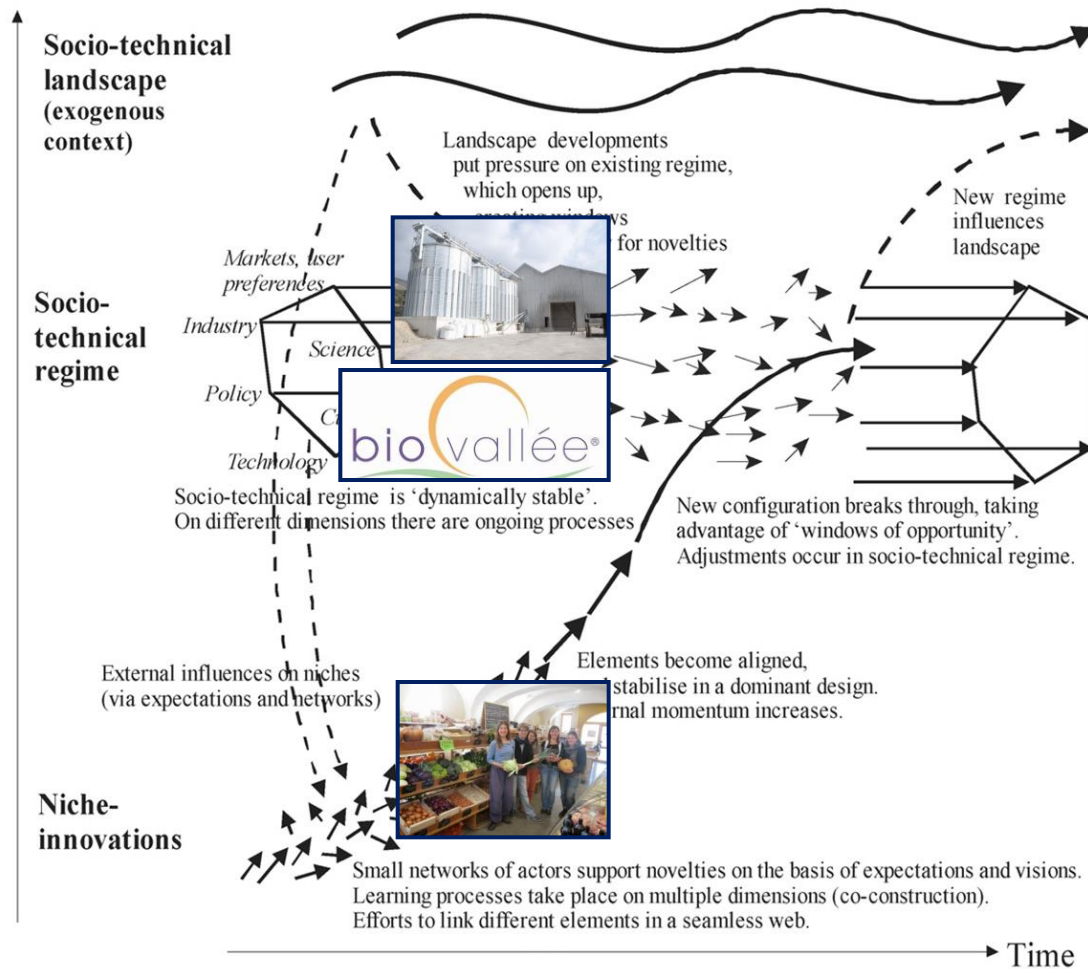 Socio-technical
landscape
(exogenous
context)
Landscape developments
put pressure on existing regime,
which opens up,
creating windows
for novelties
New regime
influences
landscape
Markets, user
preferences
Socio-
technical
regime
Industry
Science
Policy
Technology
bio vallée®
Socio-technical regime is ‘dynamically stable’.
On different dimensions there are ongoing processes
New configuration breaks through, taking
advantage of ‘windows of opportunity’.
Adjustments occur in socio-technical regime.
External influences on niches
(via expectations and networks)
Elements become aligned,
stabilise in a dominant design.
momentum increases.
Niche-
innovations
Small networks of actors support novelties on the basis of expectations and visions.
Learning processes take place on multiple dimensions (co-construction).
Efforts to link different elements in a seamless web.
Time